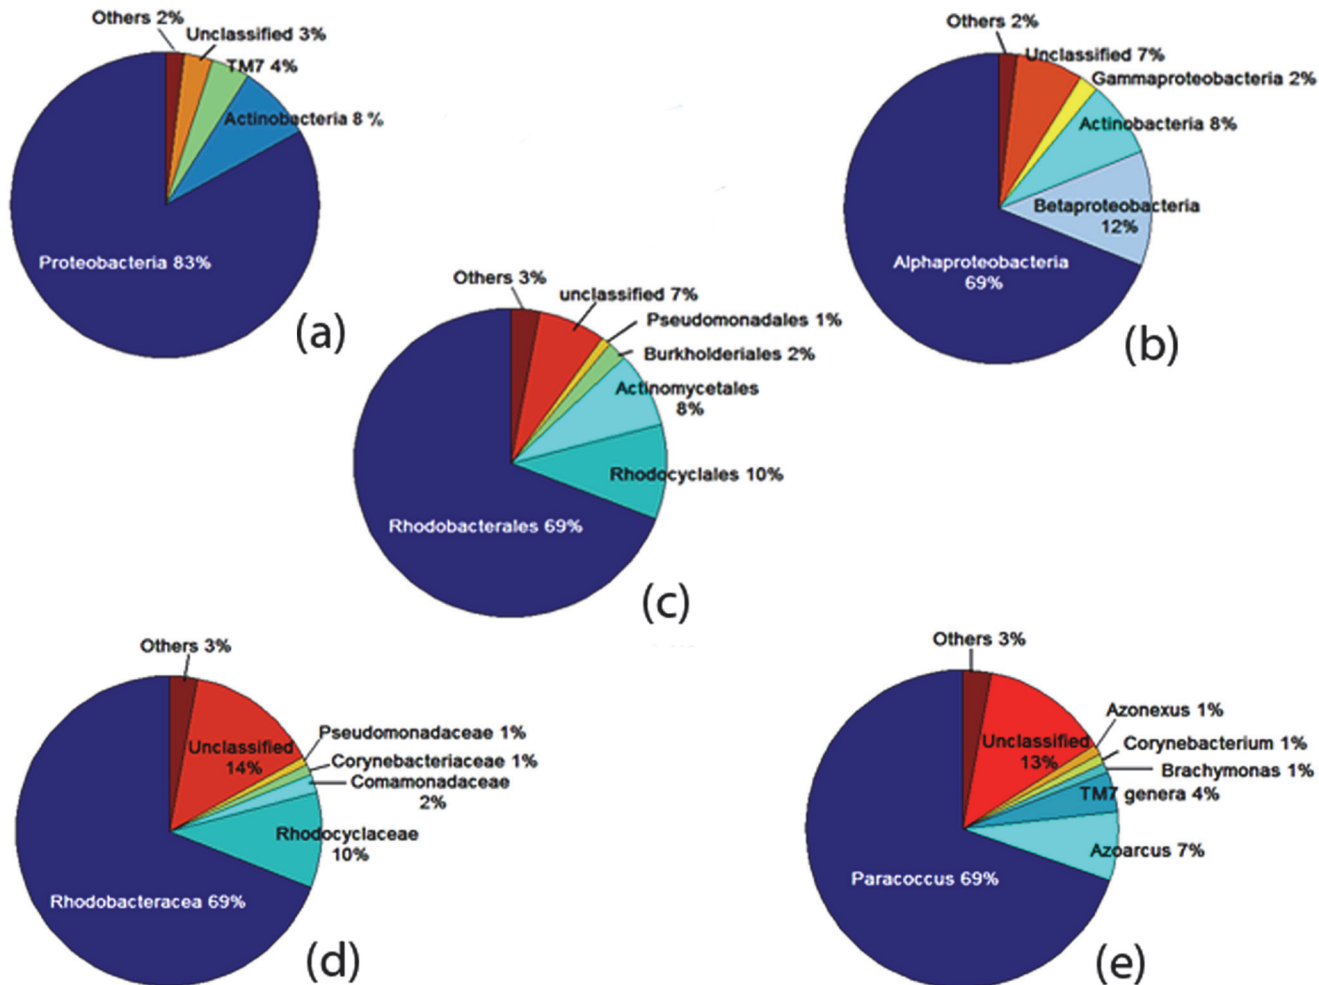 Others 2%
Unclassified 3%
TM7 4%
Actinobacteria 8 %
Proteobacteria 83%
(a)
Others 2%
Unclassified 7%
Gammaproteobacteria 2%
Actinobacteria 8%
Betaproteobacteria
12%
Alphaproteobacteria
69%
(b)
Others 3%
unclassified 7%
Pseudomonadales 1%
Burkholderiales 2%
Actinomycetales
8%
Rhodocyclales 10%
Rhodobacterales 69%
(c)
Others 3%
Unclassified
14%
Pseudomonadaceae 1%
Corynebacteriaceae 1%
Comamonadaceae
2%
Rhodocyclaceae
10%
Rhodobacteracea 69%
(d)
Others 3%
Unclassified
13%
Azonexus 1%
Corynebacterium 1%
Brachymonas 1%
TM7 genera 4%
Azoarcus 7%
Paracoccus 69%
(e)